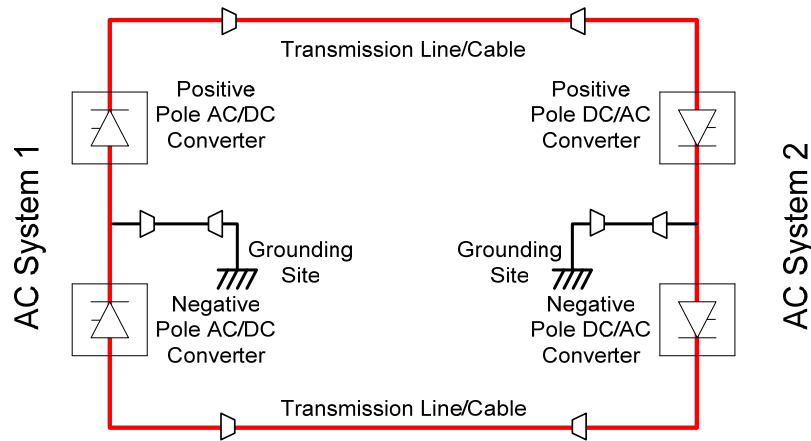 Transmission Line/Cable
Positive
Pole AC/DC
Converter
Positive
Pole DC/AC
Converter
AC System 1
AC System 2
Grounding
Site
Grounding
Site
Negative
Pole AC/DC
Converter
Negative
Pole DC/AC
Converter
Transmission Line/Cable